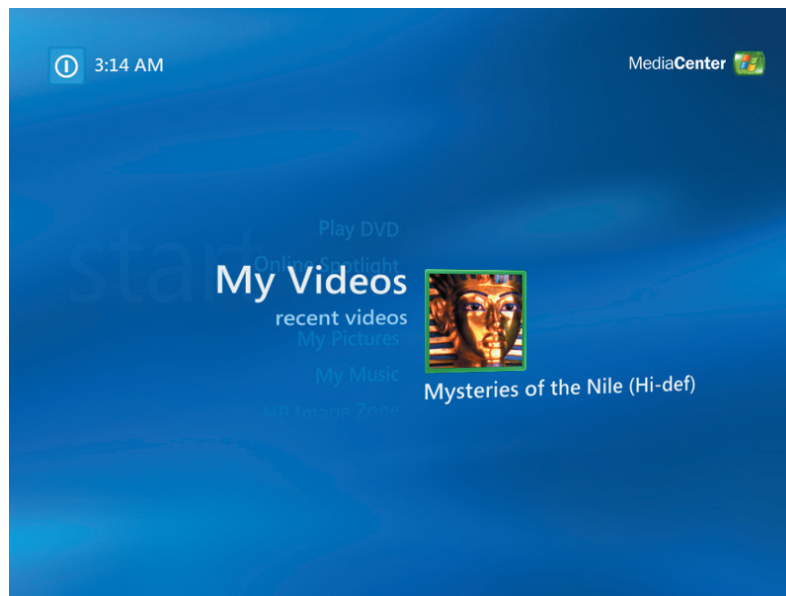 3:14 AM
MediaCenter
start
Play DVD
Online Spotlight
My Videos
recent videos
My Pictures
My Music
HP Image Zone
Mysteries of the Nile (Hi-def)